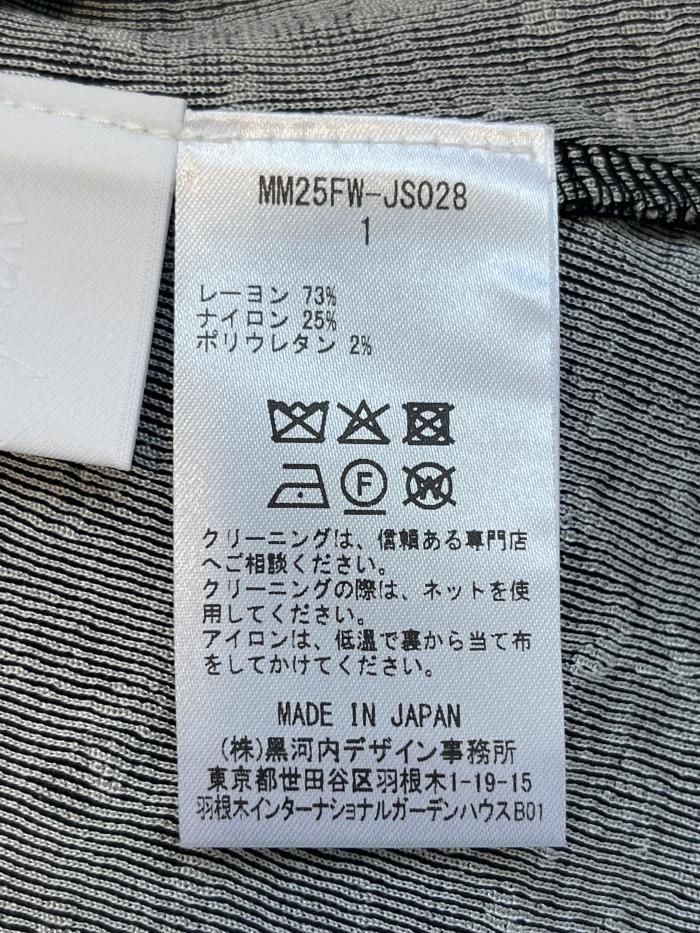 MM25FW-JS028
1
レーヨン 73%
ナイロン 25%
ポリウレタン 2%
F
W
クリーニングは、信頼ある専門店
へご相談ください。
クリーニングの際は、ネットを使
用してください。
アイロンは、低温で裏から当て布
をしてかけてください。
MADE IN JAPAN
(株)黒河内デザイン事務所
東京都世田谷区羽根木1-19-15
羽根木インターナショナルガーデンハウスB01